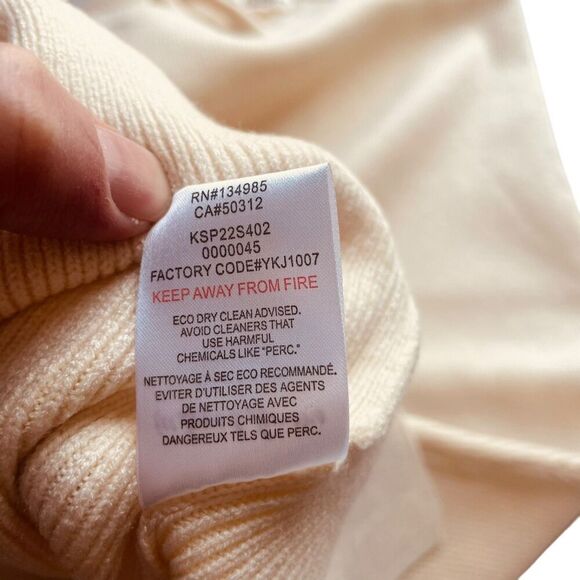 RN#134985
CA#50312
KSP22S402
0000045
FACTORY CODE#YKJ1007
KEEP AWAY FROM FIRE
ECO DRY CLEAN ADVISED.
AVOID CLEANERS THAT
USE HARMFUL
CHEMICALS LIKE "PERC."
NETTOYAGE À SEC ECO RECOMMANDÉ.
EVITER D'UTILISER DES AGENTS
DE NETTOYAGE AVEC
PRODUITS CHIMIQUES
DANGEREUX TELS QUE PERC.